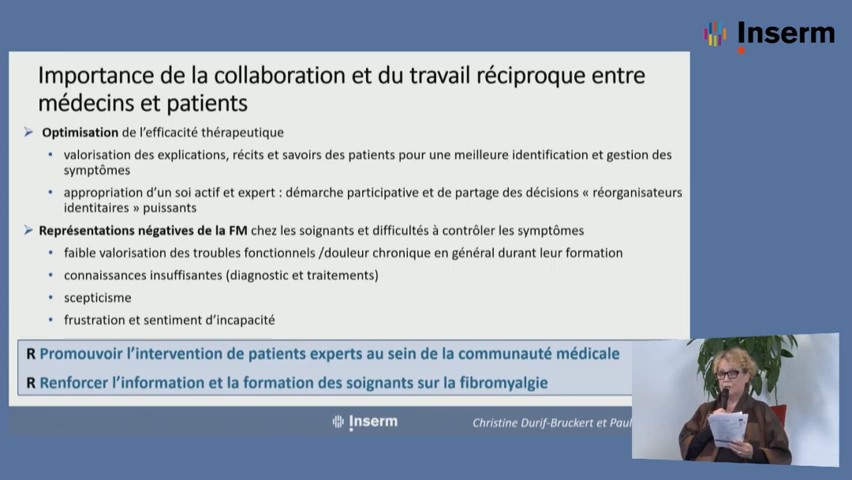 Inserm
Importance de la collaboration et du travail réciproque entre
médecins et patients
➢ Optimisation de l'efficacité thérapeutique
• valorisation des explications, récits et savoirs des patients pour une meilleure identification et gestion des
symptômes
• appropriation d'un soi actif et expert : démarche participative et de partage des décisions « réorganisateurs
identitaires » puissants
➢ Représentations négatives de la FM chez les soignants et difficultés à contrôler les symptômes
• faible valorisation des troubles fonctionnels /douleur chronique en général durant leur formation
• connaissances insuffisantes (diagnostic et traitements)
• scepticisme
• frustration et sentiment d'incapacité
R Promouvoir l'intervention de patients experts au sein de la communauté médicale
R Renforcer l'information et la formation des soignants sur la fibromyalgie
Inserm
Christine Durif-Bruckert et Paul